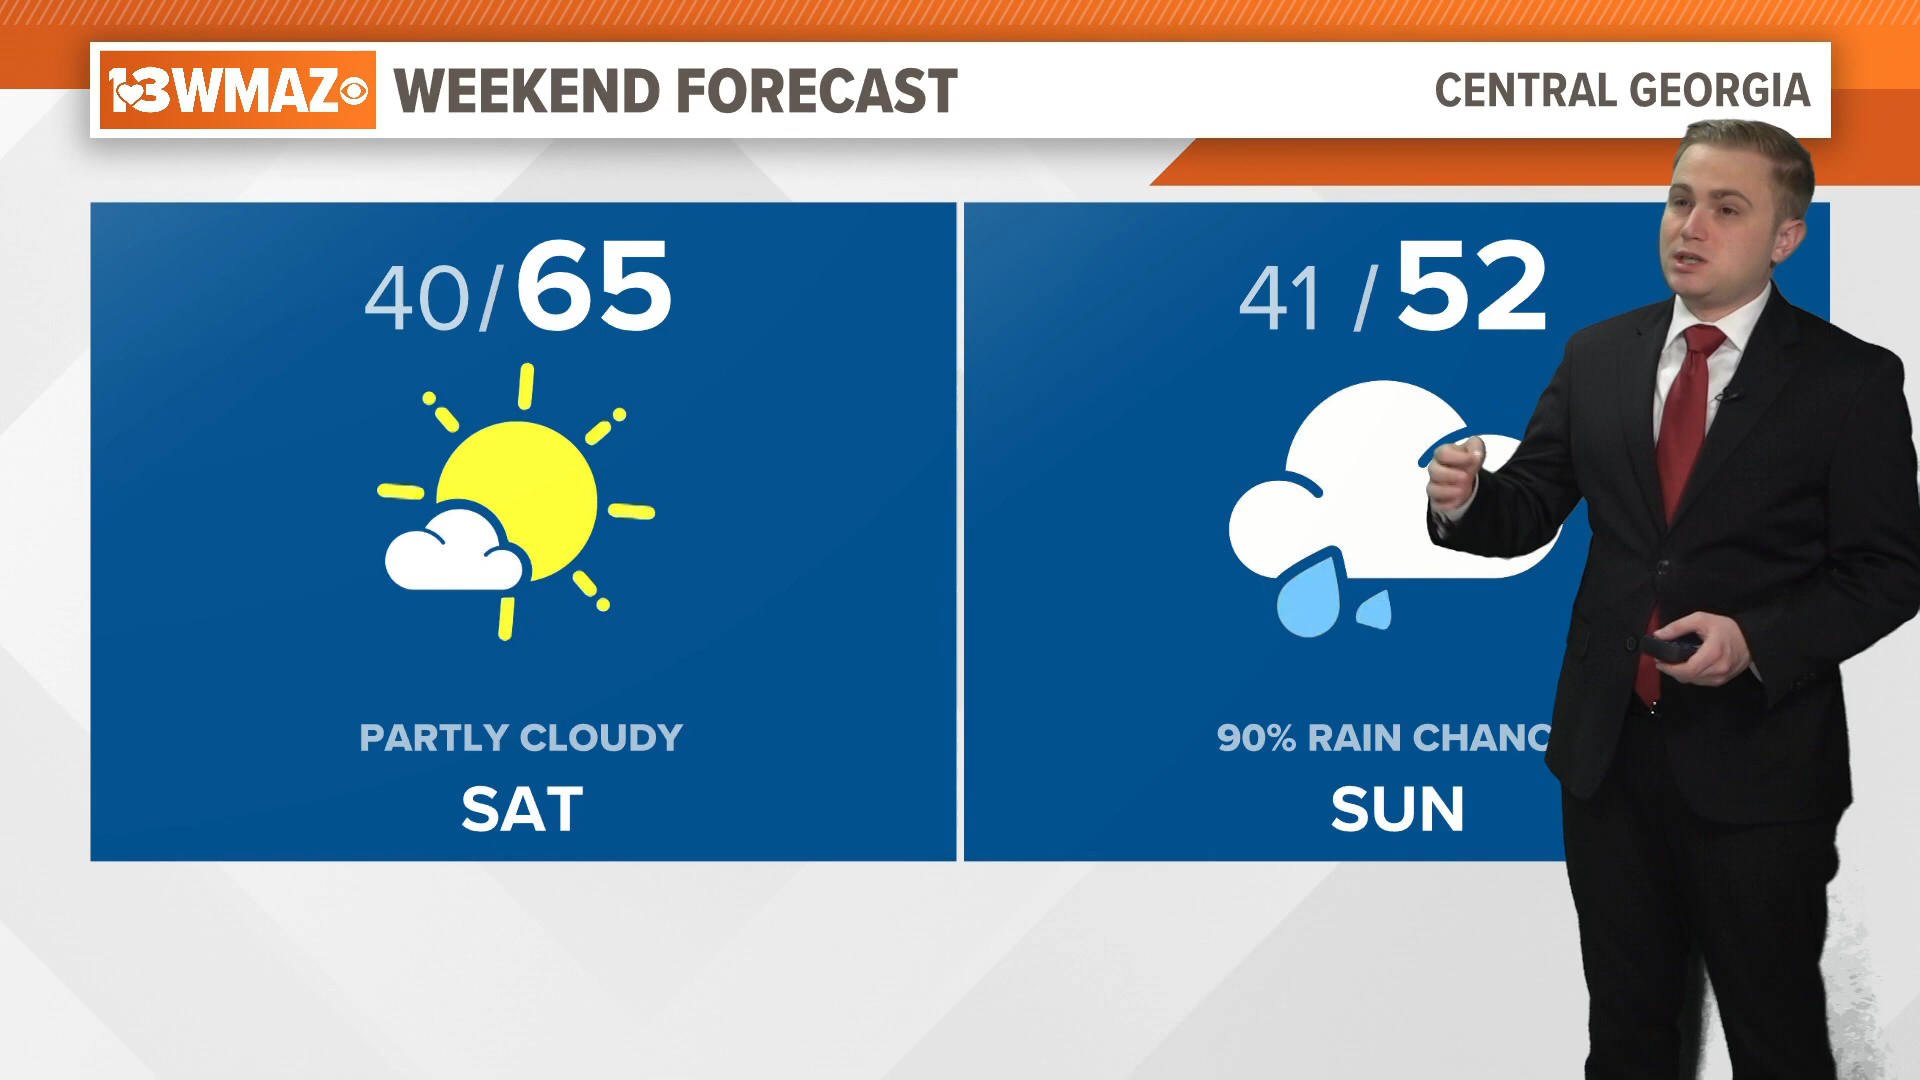 13WMAZ WEEKEND FORECAST
CENTRAL GEORGIA
40/65
41 / 52
PARTLY CLOUDY
90% RAIN CHANC
SAT
SUN